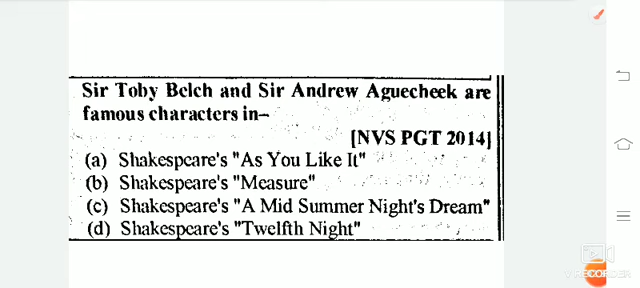 Sir Toby Belch and Sir Andrew Aguecheek are
famous characters in–
[NVS PGT 2014]
(a) Shakespeare's "As You Like It"
(b) Shakespeare's "Measure"
(c) Shakespeare's "A Mid Summer Night's Dream"
(d) Shakespeare's "Twelfth Night"
V RECORDER